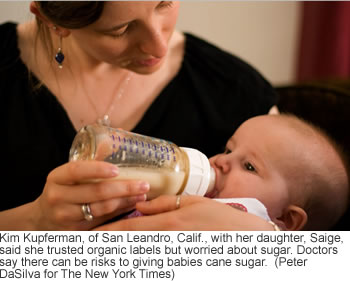 Kim Kupferman, of San Leandro, Calif., with her daughter, Saige,
said she trusted organic labels but worried about sugar. Doctors
say there can be risks to giving babies cane sugar.  (Peter
DaSilva for The New York Times)